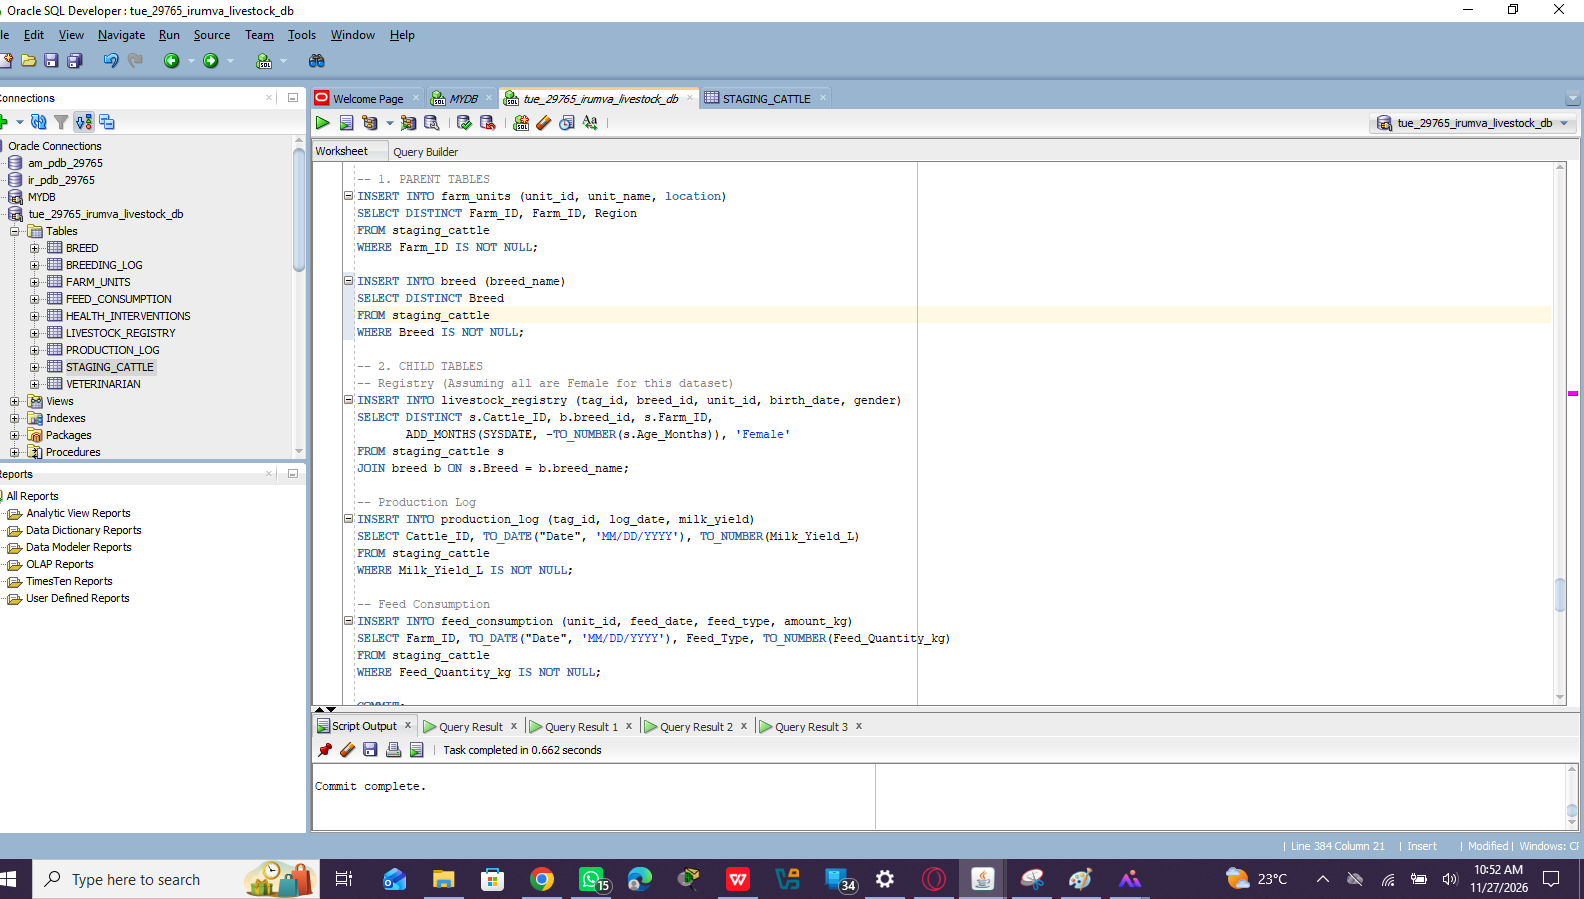 Oracle SQL Developer : tue_29765_irumva_livestock_db
le Edit View Navigate Run Source Team Tools Window Help
Connections
Welcome Page
MYDB
tue_29765_irumva_livestock_db
STAGING_CATTLE
tue_29765_irumva_livestock_db
Oracle Connections
am_pdb_29765
ir_pdb_29765
MYDB
tue_29765_irumva_livestock_db
Tables
BREED
BREEDING_LOG
FARM_UNITS
FEED_CONSUMPTION
HEALTH_INTERVENTIONS
LIVESTOCK_REGISTRY
PRODUCTION_LOG
STAGING_CATTLE
VETERINARIAN
Views
Indexes
Packages
Procedures
Reports
All Reports
Analytic View Reports
Data Dictionary Reports
Data Modeler Reports
OLAP Reports
TimesTen Reports
User Defined Reports
Worksheet Query Builder
-- 1. PARENT TABLES
INSERT INTO farm_units (unit_id, unit_name, location)
SELECT DISTINCT Farm_ID, Farm_ID, Region
FROM staging_cattle
WHERE Farm_ID IS NOT NULL;
INSERT INTO breed (breed_name)
SELECT DISTINCT Breed
FROM staging_cattle
WHERE Breed IS NOT NULL;
-- 2. CHILD TABLES
-- Registry (Assuming all are Female for this dataset)
INSERT INTO livestock_registry (tag_id, breed_id, unit_id, birth_date, gender)
SELECT DISTINCT s.Cattle_ID, b.breed_id, s.Farm_ID,
ADD_MONTHS(SYSDATE, -TO_NUMBER(s.Age_Months)), 'Female'
FROM staging_cattle s
JOIN breed b ON s.Breed = b.breed_name;
-- Production Log
INSERT INTO production_log (tag_id, log_date, milk_yield)
SELECT Cattle_ID, TO_DATE("Date", 'MM/DD/YYYY'), TO_NUMBER(Milk_Yield_L)
FROM staging_cattle
WHERE Milk_Yield_L IS NOT NULL;
-- Feed Consumption
INSERT INTO feed_consumption (unit_id, feed_date, feed_type, amount_kg)
SELECT Farm_ID, TO_DATE("Date", 'MM/DD/YYYY'), Feed_Type, TO_NUMBER(Feed_Quantity_kg)
FROM staging_cattle
WHERE Feed_Quantity_kg IS NOT NULL;
COMMIT;
Script Output x Query Result x Query Result 1 x Query Result 2 x Query Result 3 x
Task completed in 0.662 seconds
Commit complete.
Line 384 Column 21 | Insert | Modified | Windows: CR
Type here to search
15
34
23°C
10:52 AM
11/27/2026